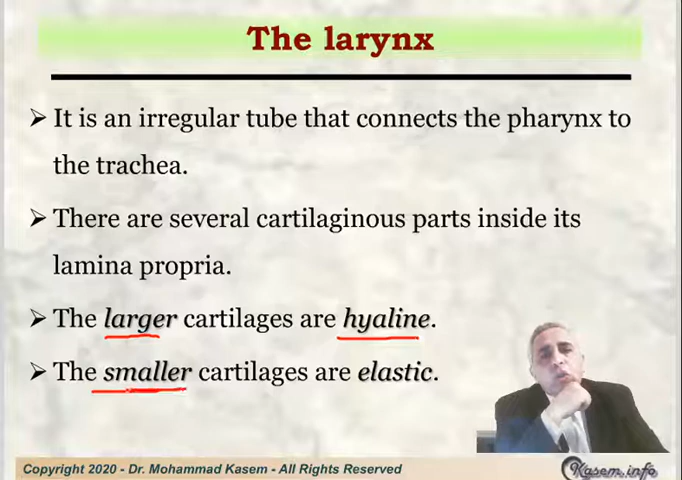 The larynx
➢ It is an irregular tube that connects the pharynx to
the trachea.
➢ There are several cartilaginous parts inside its
lamina propria.
➢ The larger cartilages are hyaline.
➢ The smaller cartilages are elastic.
Copyright 2020 - Dr. Mohammad Kasem - All Rights Reserved
Kasem.info